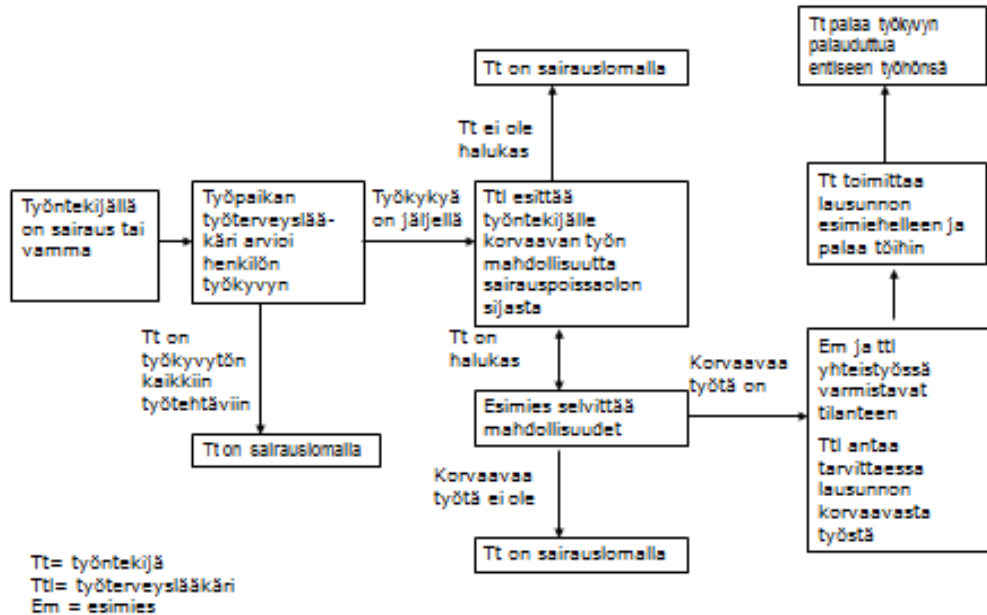 Työntekijällä
on sairaus tai
vamma
Työpaikan
työterveyslää-
käri arvioi
henkilön
työkyvyn
Työkykyä
on jäljellä
Tt on
työkyvytön
kaikkiin
työtehtäviin
Tt on sairauslomalla
Tt on sairauslomalla
Tt ei ole
halukas
Ttl esittää
työntekijälle
korvaavan työn
mahdollisuutta
sairauspoissaolon
sijasta
Tt on
halukas
Esimies selvittää
mahdollisuudet
Korvaavaa
työtä ei ole
Tt on sairauslomalla
Korvaavaa
työtä on
Em ja ttl
yhteistyössä
varmistavat
tilanteen
Ttl antaa
tarvittaessa
lausunnon
korvaavasta
työstä
Tt toimittaa
lausunnon
esimiehelleen ja
palaa töihin
Tt palaa työkyvyn
palauduttua
entiseen työhönsä
Tt= työntekijä
Ttl= työterveyslääkäri
Em = esimies